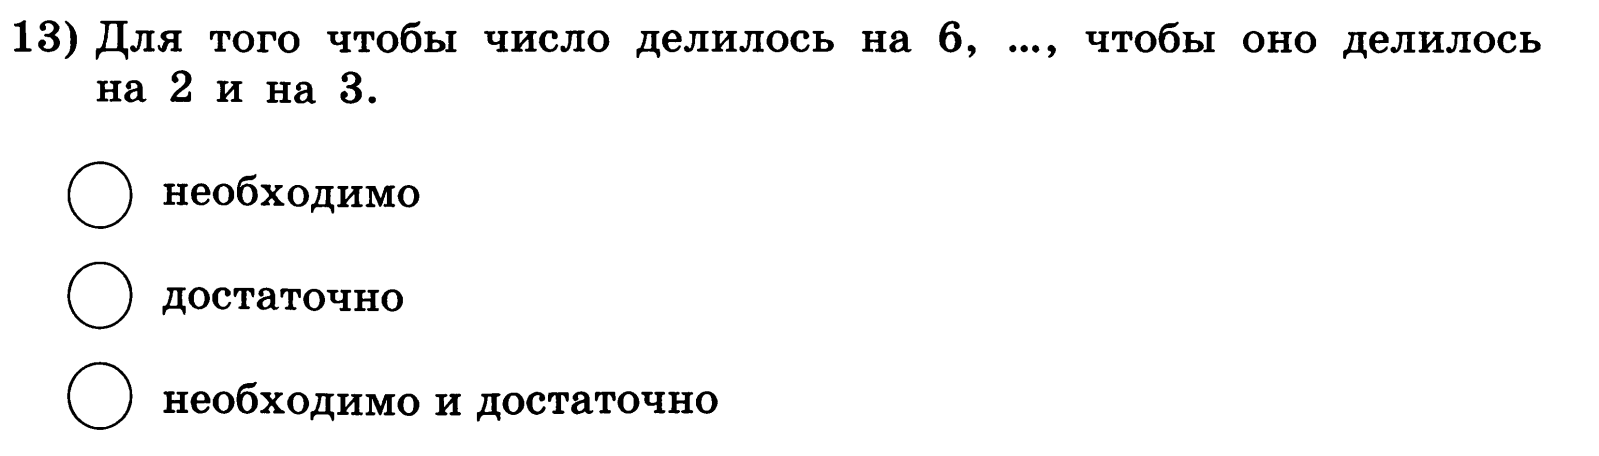 13) Для того чтобы число делилось на 6, ..., чтобы оно делилось
на 2 и на 3.
необходимо
достаточно
необходимо и достаточно